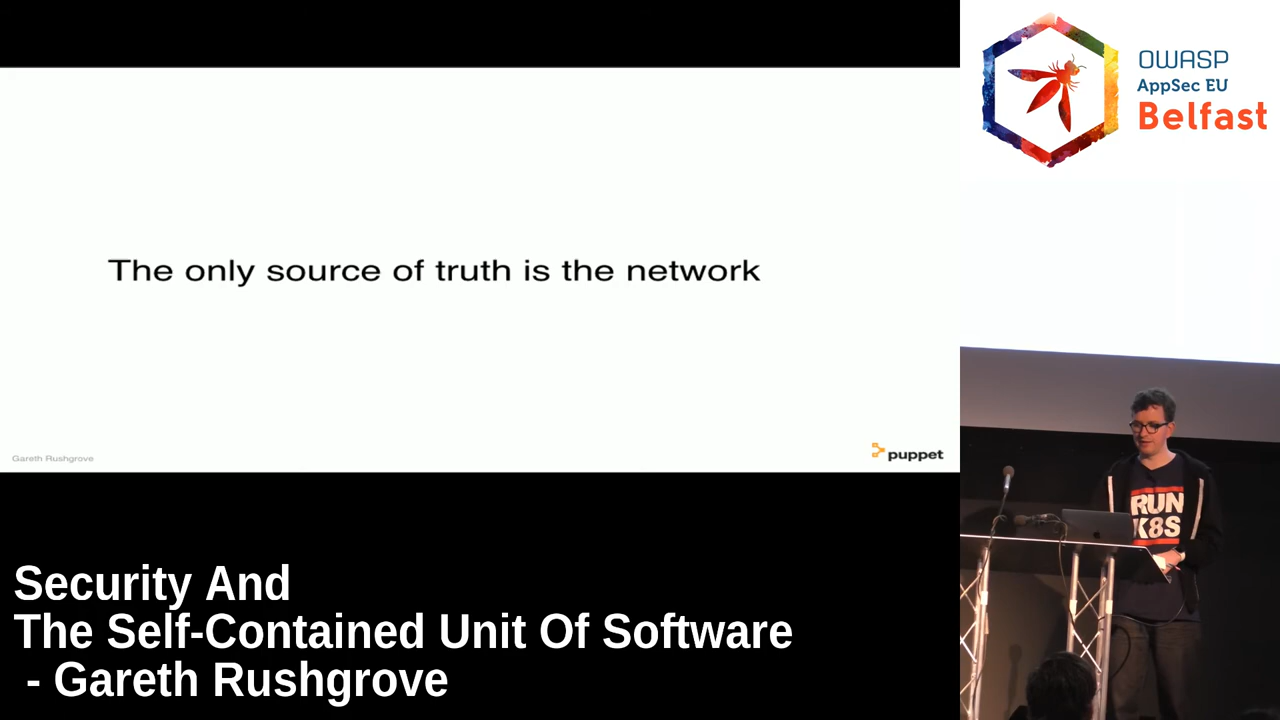 The only source of truth is the network
Gareth Rushgrove
puppet
OWASP
AppSec EU
Belfast
RUN
K8S
Security And
The Self-Contained Unit Of Software
- Gareth Rushgrove